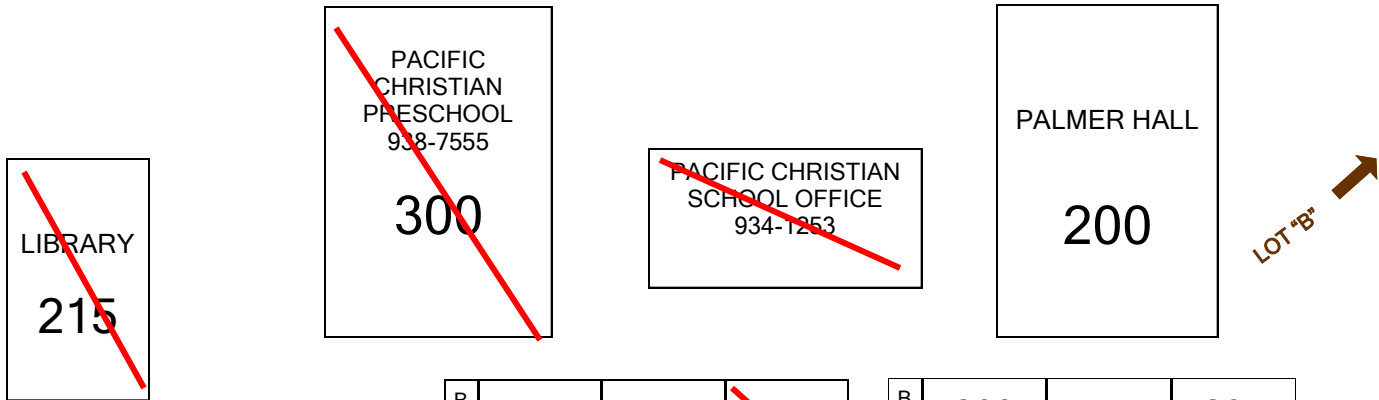 PACIFIC
CHRISTIAN
PRESCHOOL
938-7555
300
PALMER HALL
200
PACIFIC CHRISTIAN
SCHOOL OFFICE
934-1253
LIBRARY
215
LOT “B”
B
B